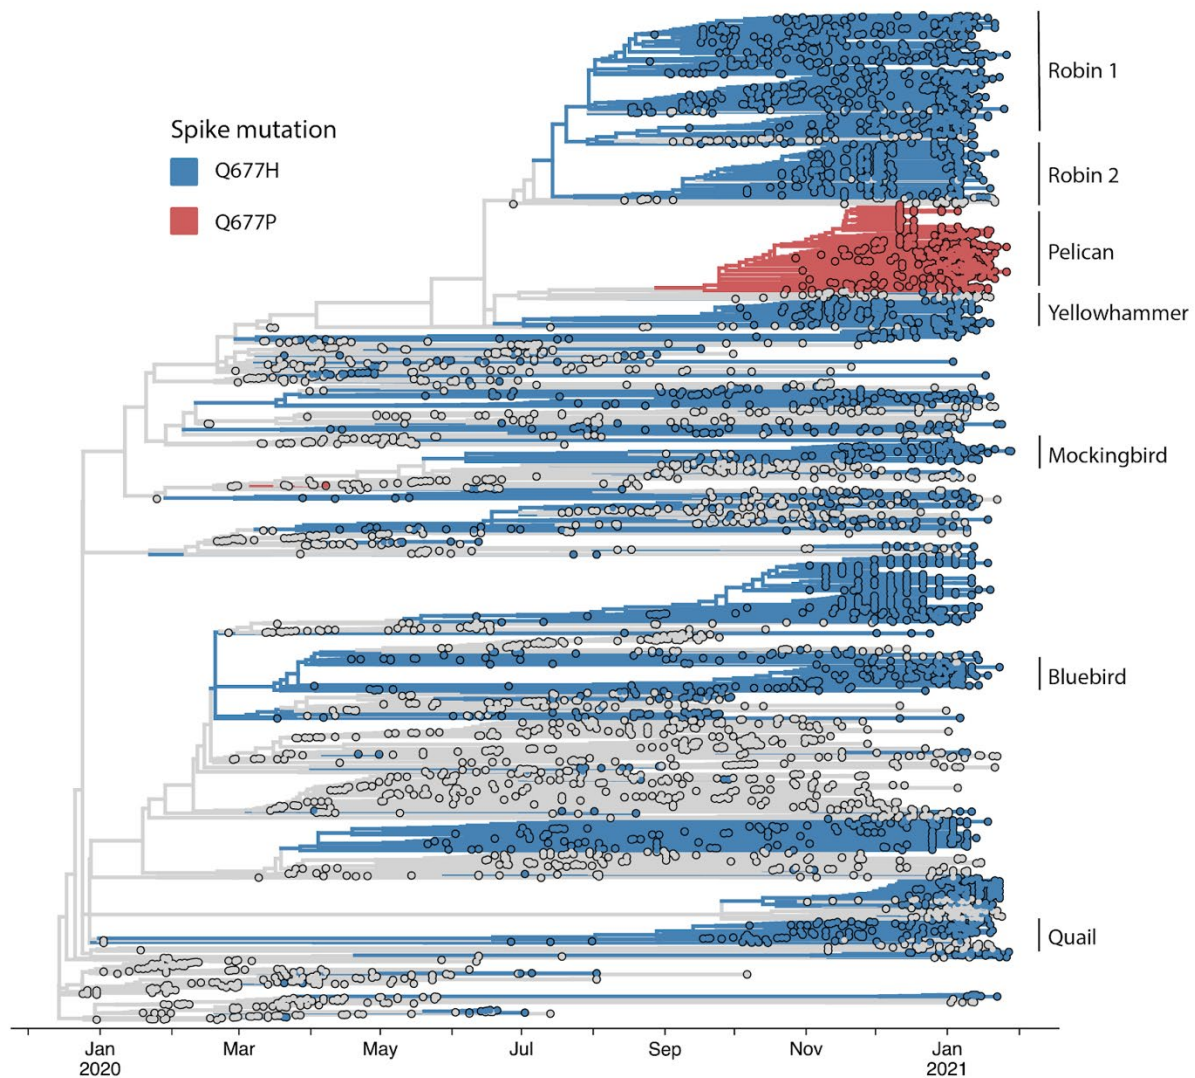 Spike mutation
Q677H
Q677P
Robin 1
Robin 2
Pelican
Yellowhammer
Mockingbird
Bluebird
Quail
Jan
2020
Mar
May
Jul
Sep
Nov
Jan
2021